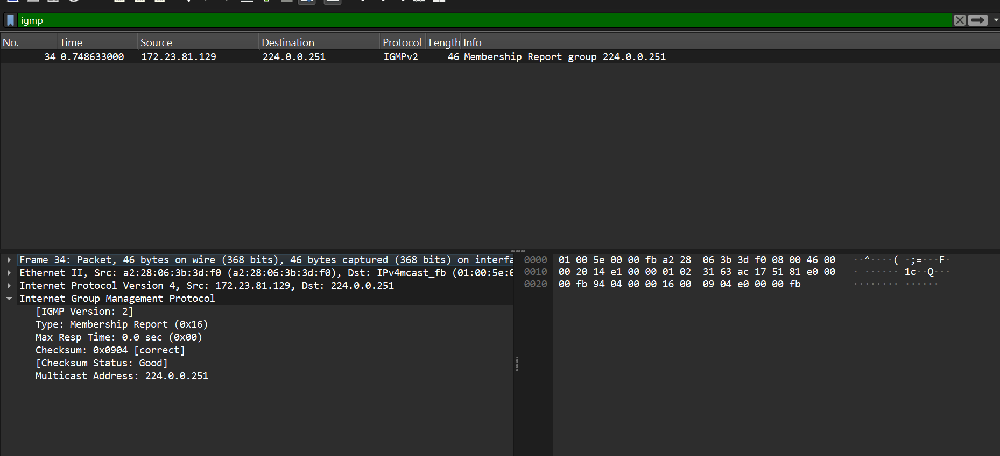 igmp
No. Time Source Destination Protocol Length Info
34 0.748633000 172.23.81.129 224.0.0.251 IGMPv2 46 Membership Report group 224.0.0.251
Frame 34: Packet, 46 bytes on wire (368 bits), 46 bytes captured (368 bits) on interfa
Ethernet II, Src: a2:28:06:3b:3d:f0 (a2:28:06:3b:3d:f0), Dst: IPv4mcast_fb (01:00:5e:0
Internet Protocol Version 4, Src: 172.23.81.129, Dst: 224.0.0.251
Internet Group Management Protocol
[IGMP Version: 2]
Type: Membership Report (0x16)
Max Resp Time: 0.0 sec (0x00)
Checksum: 0x0904 [correct]
[Checksum Status: Good]
Multicast Address: 224.0.0.251
0000 01 00 5e 00 00 fb a2 28 06 3b 3d f0 08 00 46 00 ··^····( ·;=···F·
0010 00 20 14 e1 00 00 01 02 31 63 ac 17 51 81 e0 00 · ······ 1c··Q···
0020 00 fb 94 04 00 00 16 00 09 04 e0 00 00 fb ········ ······